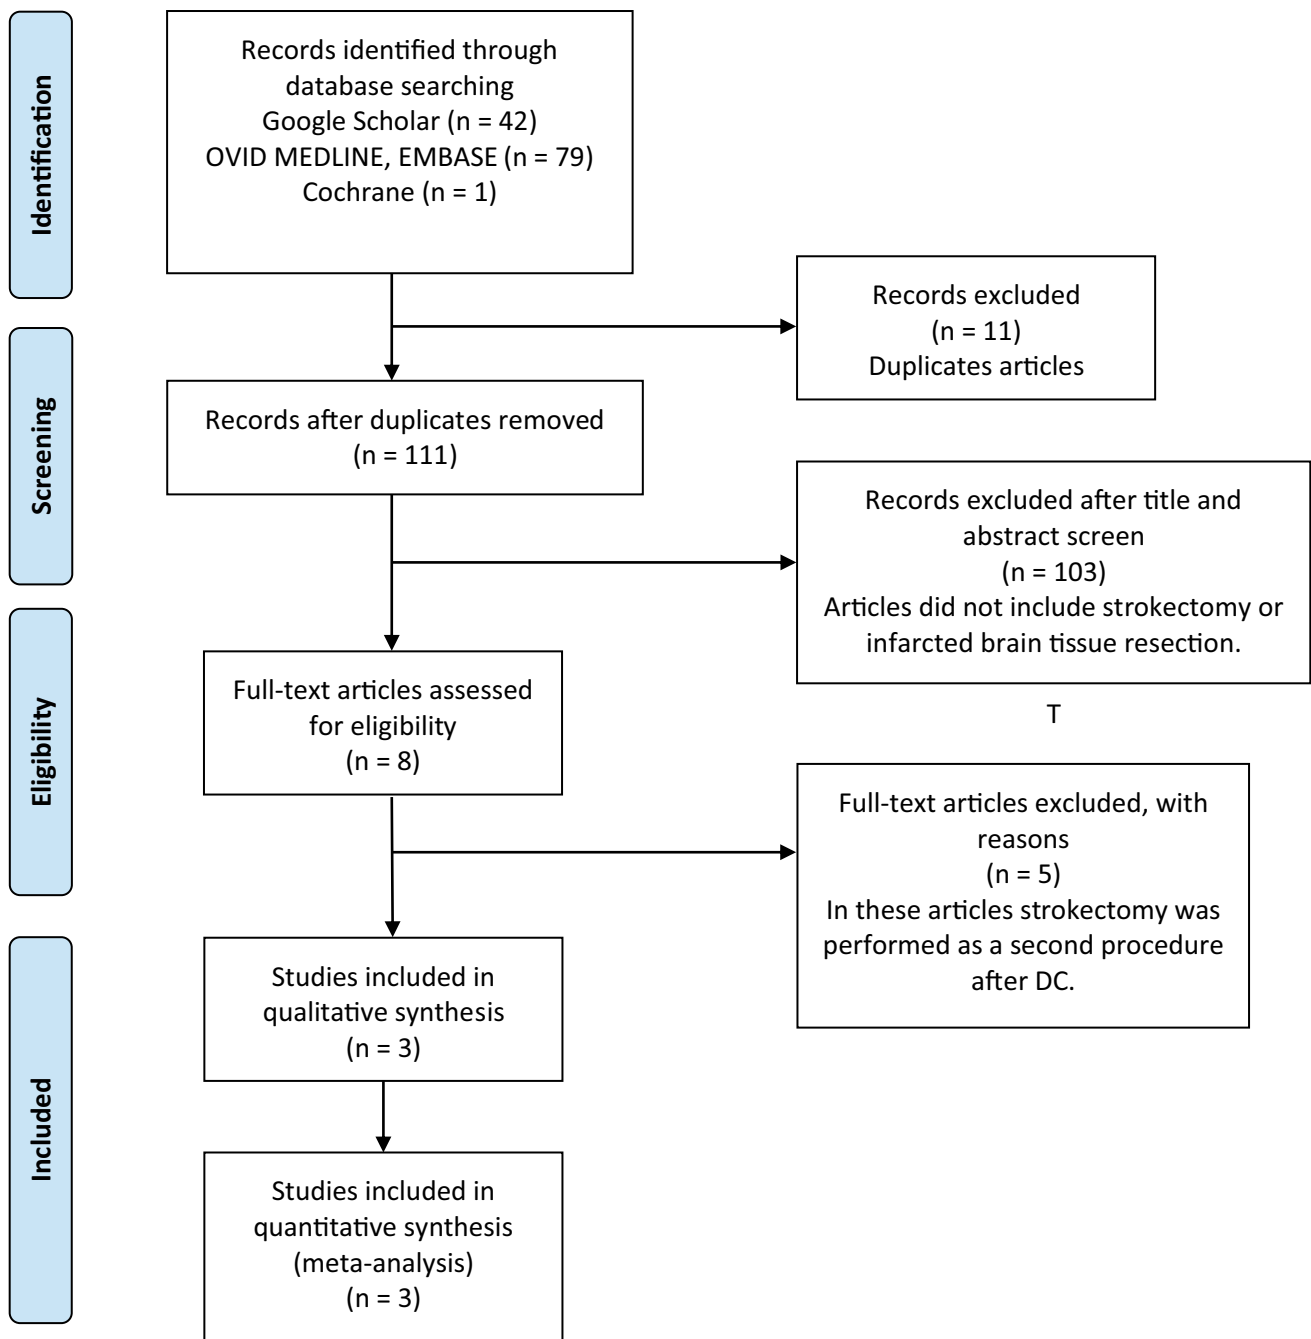 Identification
Records identified through
database searching
Google Scholar (n = 42)
OVID MEDLINE, EMBASE (n = 79)
Cochrane (n = 1)
Records excluded
(n = 11)
Duplicates articles
Screening
Records after duplicates removed
(n = 111)
Records excluded after title and
abstract screen
(n = 103)
Articles did not include strokectomy or
infarcted brain tissue resection.
T
Eligibility
Full-text articles assessed
for eligibility
(n = 8)
Full-text articles excluded, with
reasons
(n = 5)
In these articles strokectomy was
performed as a second procedure
after DC.
Included
Studies included in
qualitative synthesis
(n = 3)
Studies included in
quantitative synthesis
(meta-analysis)
(n = 3)